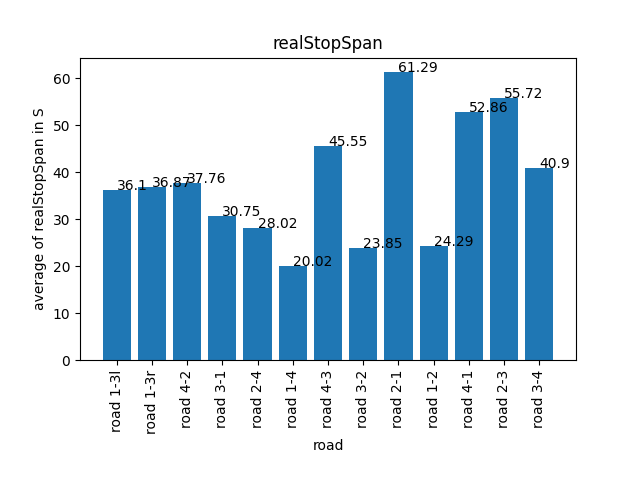 realStopSpan
average of realStopSpan in S
60
50
40
30
20
10
0
36.1
36.87
37.76
30.75
28.02
20.02
45.55
23.85
61.29
24.29
52.86
55.72
40.9
road 1-3l
road 1-3r
road 4-2
road 3-1
road 2-4
road 1-4
road 4-3
road 3-2
road 2-1
road 1-2
road 4-1
road 2-3
road 3-4
road